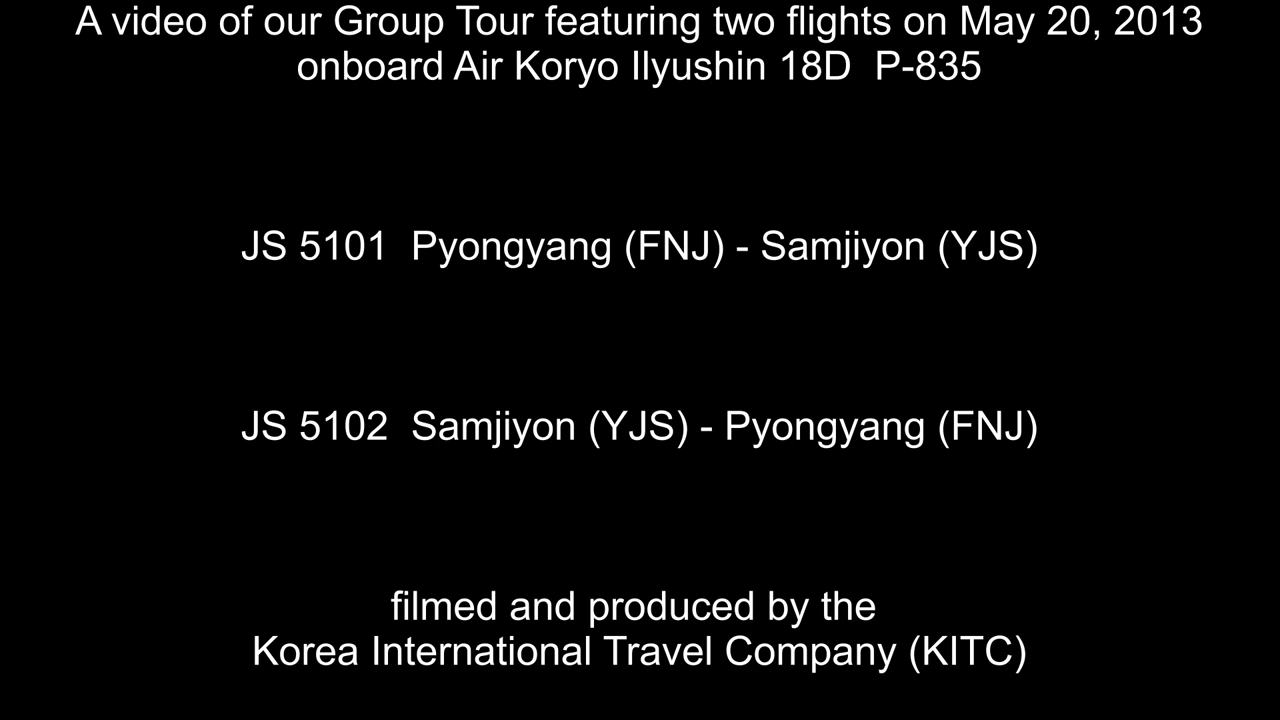 A video of our Group Tour featuring two flights on May 20, 2013
onboard Air Koryo Ilyushin 18D  P-835
JS 5101  Pyongyang (FNJ) - Samjiyon (YJS)
JS 5102  Samjiyon (YJS) - Pyongyang (FNJ)
filmed and produced by the
Korea International Travel Company (KITC)